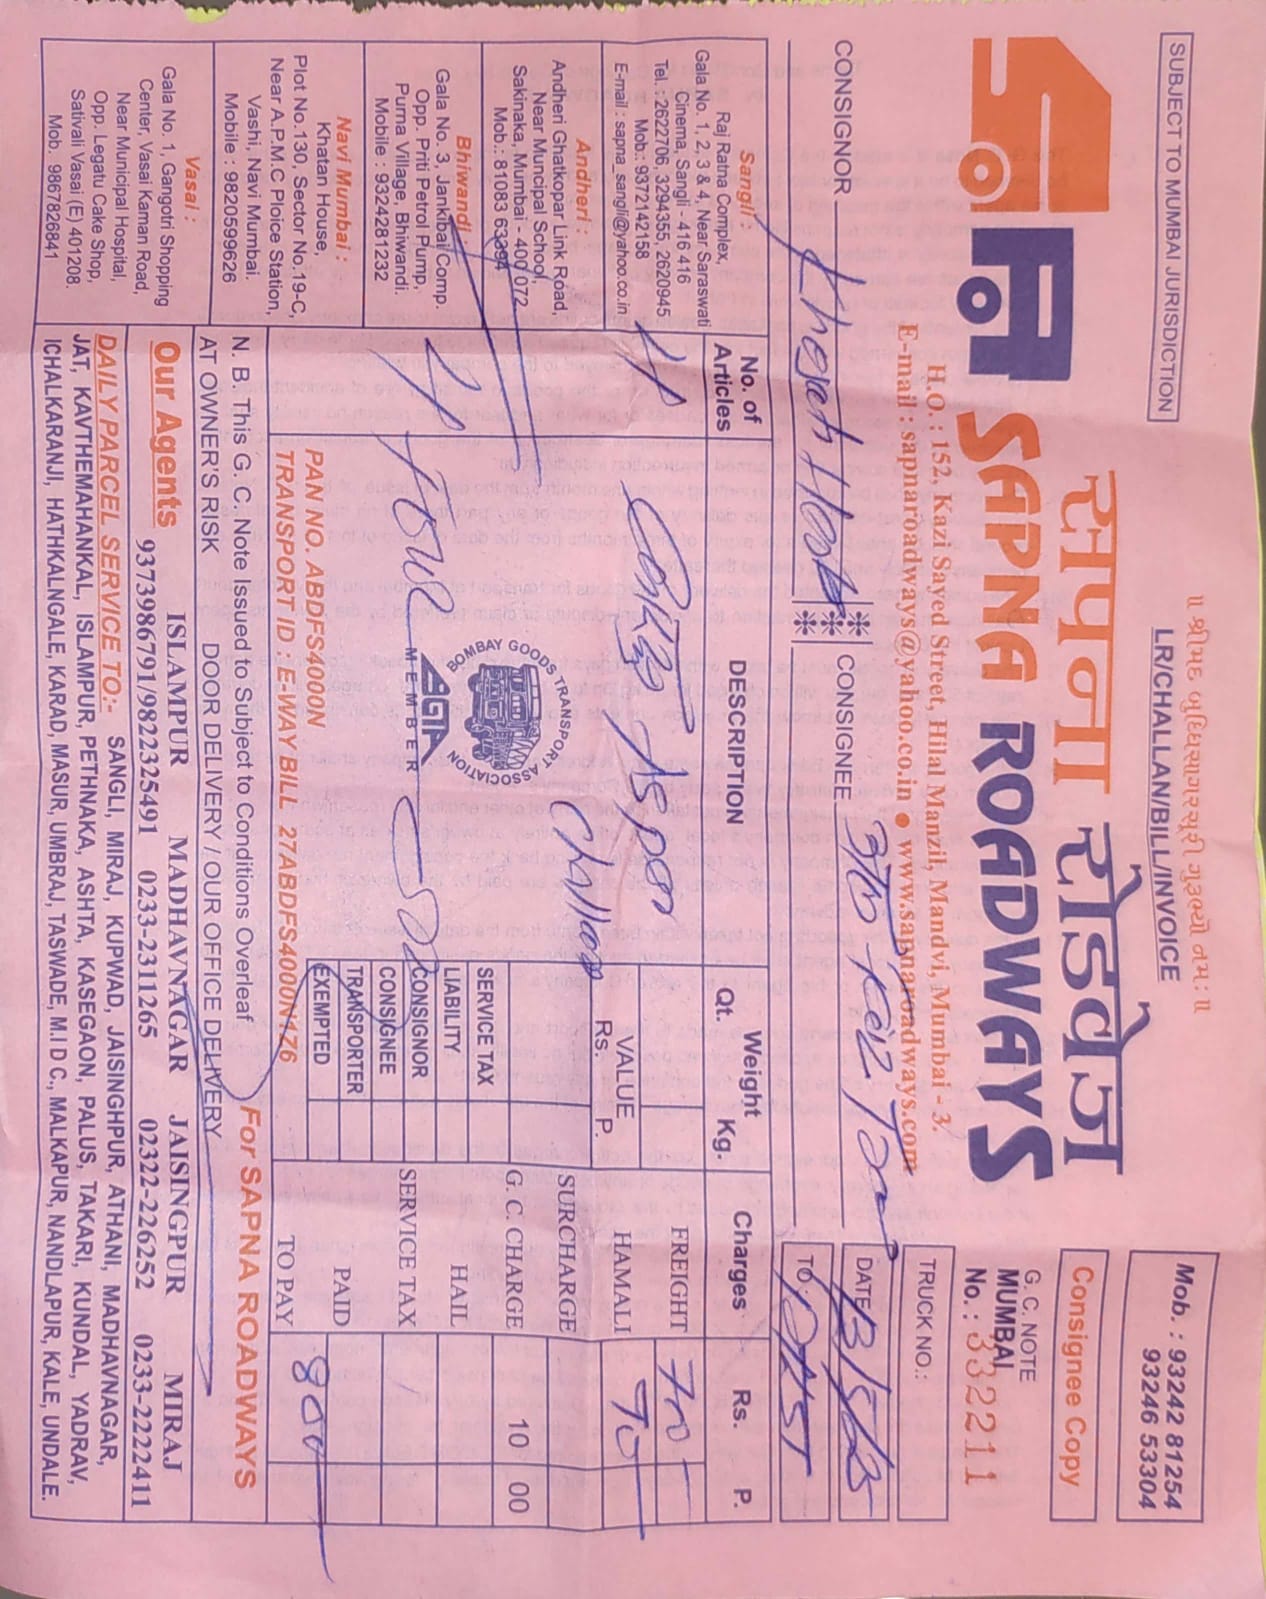 SUBJECT TO MUMBAI JURISDICTION
॥ શ્રીમદ્ બુદ્ધિસાગરસૂરી ગુરૂભ્યો નમઃ ॥
LR/CHALLAN/BILL/INVOICE
Mob. : 93242 81254
93246 53304
सपना रोडवेज
SAPNA ROADWAYS
H.O. : 152, Kazi Sayed Street, Hilal Manzil, Mandvi, Mumbai - 3.
E-mail : sapnaroadways@yahoo.co.in ● www.sapnaroadways.com
Consignee Copy
G. C. NOTE
MUMBAI
No. : 332211
TRUCK NO.:
CONSIGNOR
CONSIGNEE
DATE
TO:
Sangli
Raj Ratna Complex,
Gala No. 1, 2, 3 & 4, Near Saraswati
Cinema, Sangli - 416 416
Tel. : 2622706, 3294355, 2620945
Mob.: 9372142158
E-mail : sapna_sangli@yahoo.co.in
Andheri :
Andheri Ghatkopar Link Road,
Near Muncipal School,
Sakinaka, Mumbai - 400 072
Mob.: 81083 63394
Bhiwandi :
Gala No. 3, Jankibai Comp.
Opp. Priti Petrol Pump,
Purna Village, Bhiwandi.
Mobile : 9324281232
Navi Mumbai :
Khatan House,
Plot No.130, Sector No.19-C,
Near A.P.M.C Ploice Station,
Vashi, Navi Mumbai.
Mobile : 9820599626
Vasai :
Gala No. 1, Gangotri Shopping
Center, Vasai Kaman Road,
Near Municipal Hospital,
Opp. Legatu Cake Shop,
Sativali Vasai (E) 401208.
Mob. 9867826841
No. of Articles
DESCRIPTION
Weight
Qt. Kg.
Charges Rs. P.
FREIGHT 700
VALUE
RS. P.
HAMALI
SURCHARGE
G. C. CHARGE 10 00
HAIL
SERVICE TAX
PAID
TO PAY 800
SERVICE TAX
LIABILITY
CONSIGNOR
CONSIGNEE
TRANSPORTER
EXEMPTED
BOMBAY GOODS TRANSPORT ASSOCIATION
BGTA
MEMBER
PAN NO. ABDFS4000N
TRANSPORT ID : E WAY BILL 27ABDFS4000N1Z6
N. B. This G. C. Note Issued to Subject to Conditions Overleaf
AT OWNER'S RISK DOOR DELIVERY / OUR OFFICE DELIVERY
For SAPNA ROADWAYS
Our Agents
ISLAMPUR MADHAVNAGAR JAISINGPUR MIRAJ
9373986791/9822325491 0233-2311265 02322-226252 0233-2222411
DAILY PARCEL SERVICE TO:- SANGLI, MIRAJ, KUPWAD, JAISINGHPUR, ATHANI, MADHAVNAGAR,
JAT, KAVTHEMAHANKAL, ISLAMPUR, PETHNAKA, ASHTA, KASEGAON, PALUS, TAKARI, KUNDAL, YADRAV,
ICHALKARANJI, HATHKALNGALE, KARAD, MASUR, UMBRAJ, TASWADE, M.I D C., MALKAPUR, NANDLAPUR, KALE, UNDALE.